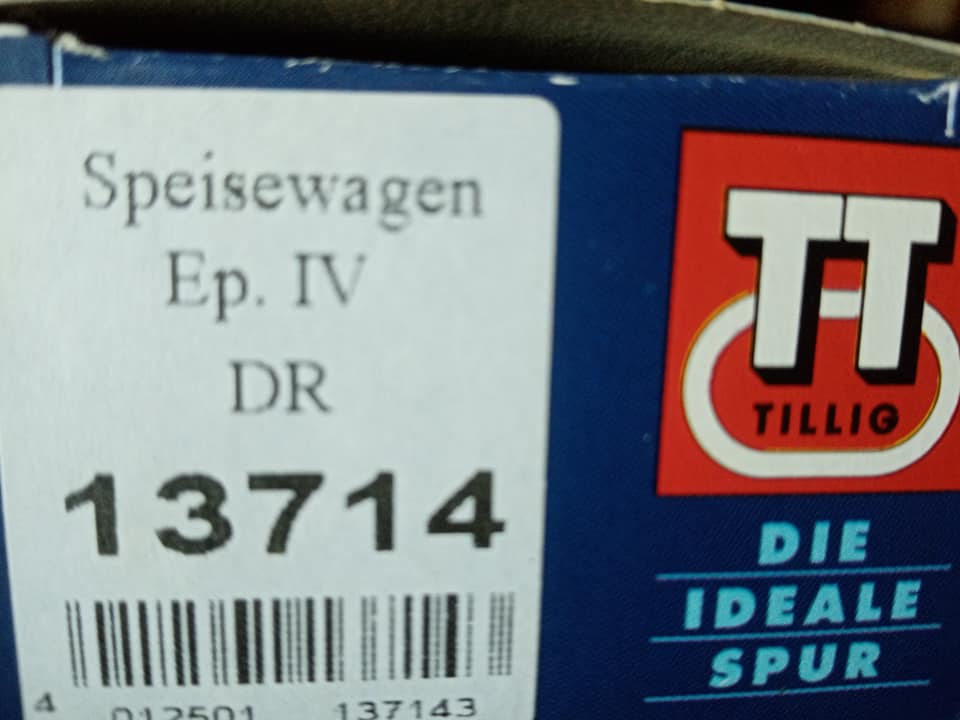 Speisewagen
Ep. IV
DR
13714
4 012501 137143
TT
TILLIG
DIE
IDEALE
SPUR